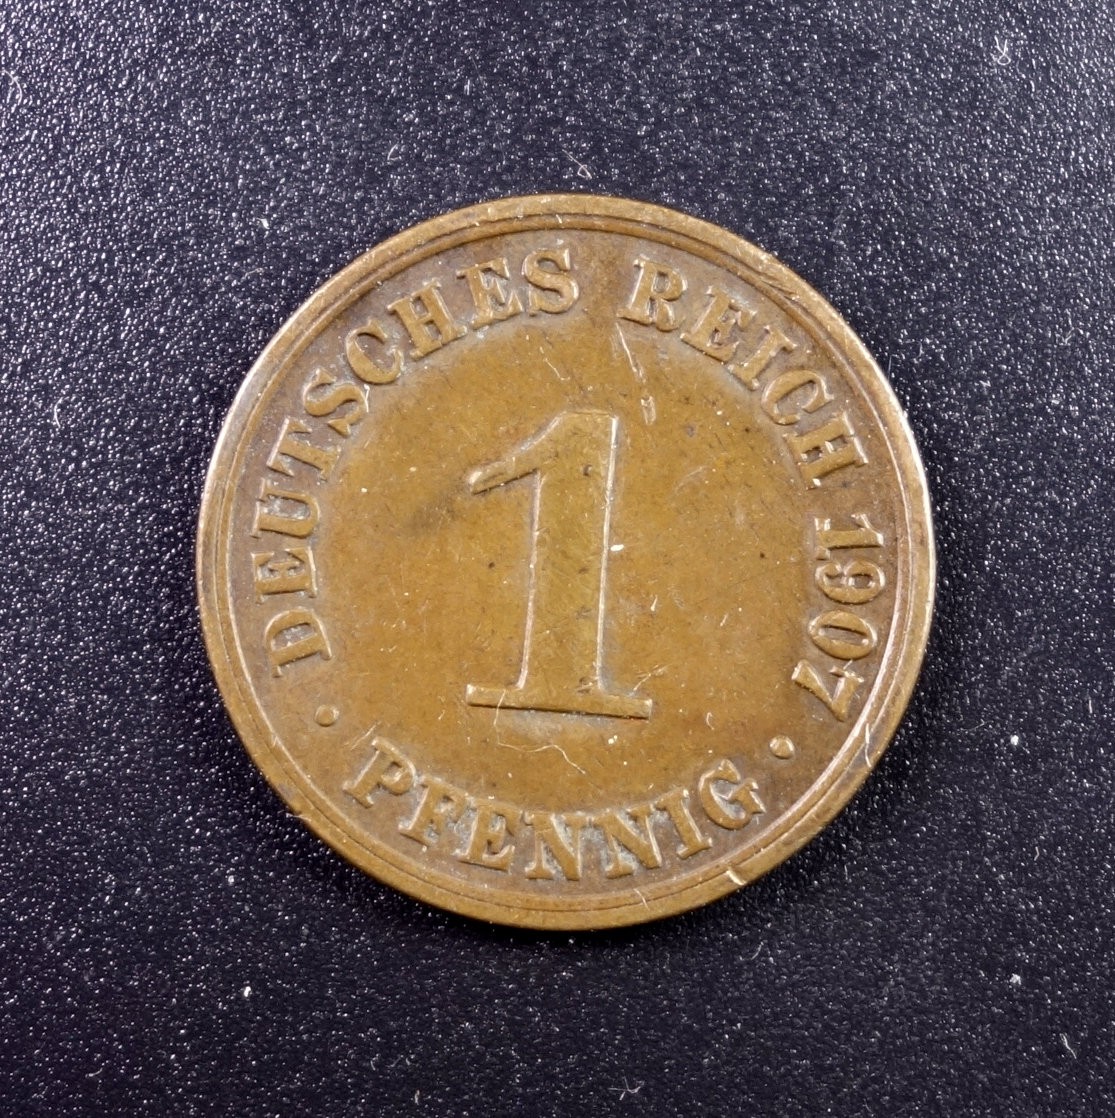 DEUTSCHES REICH 1907
1
• PFENNIG •